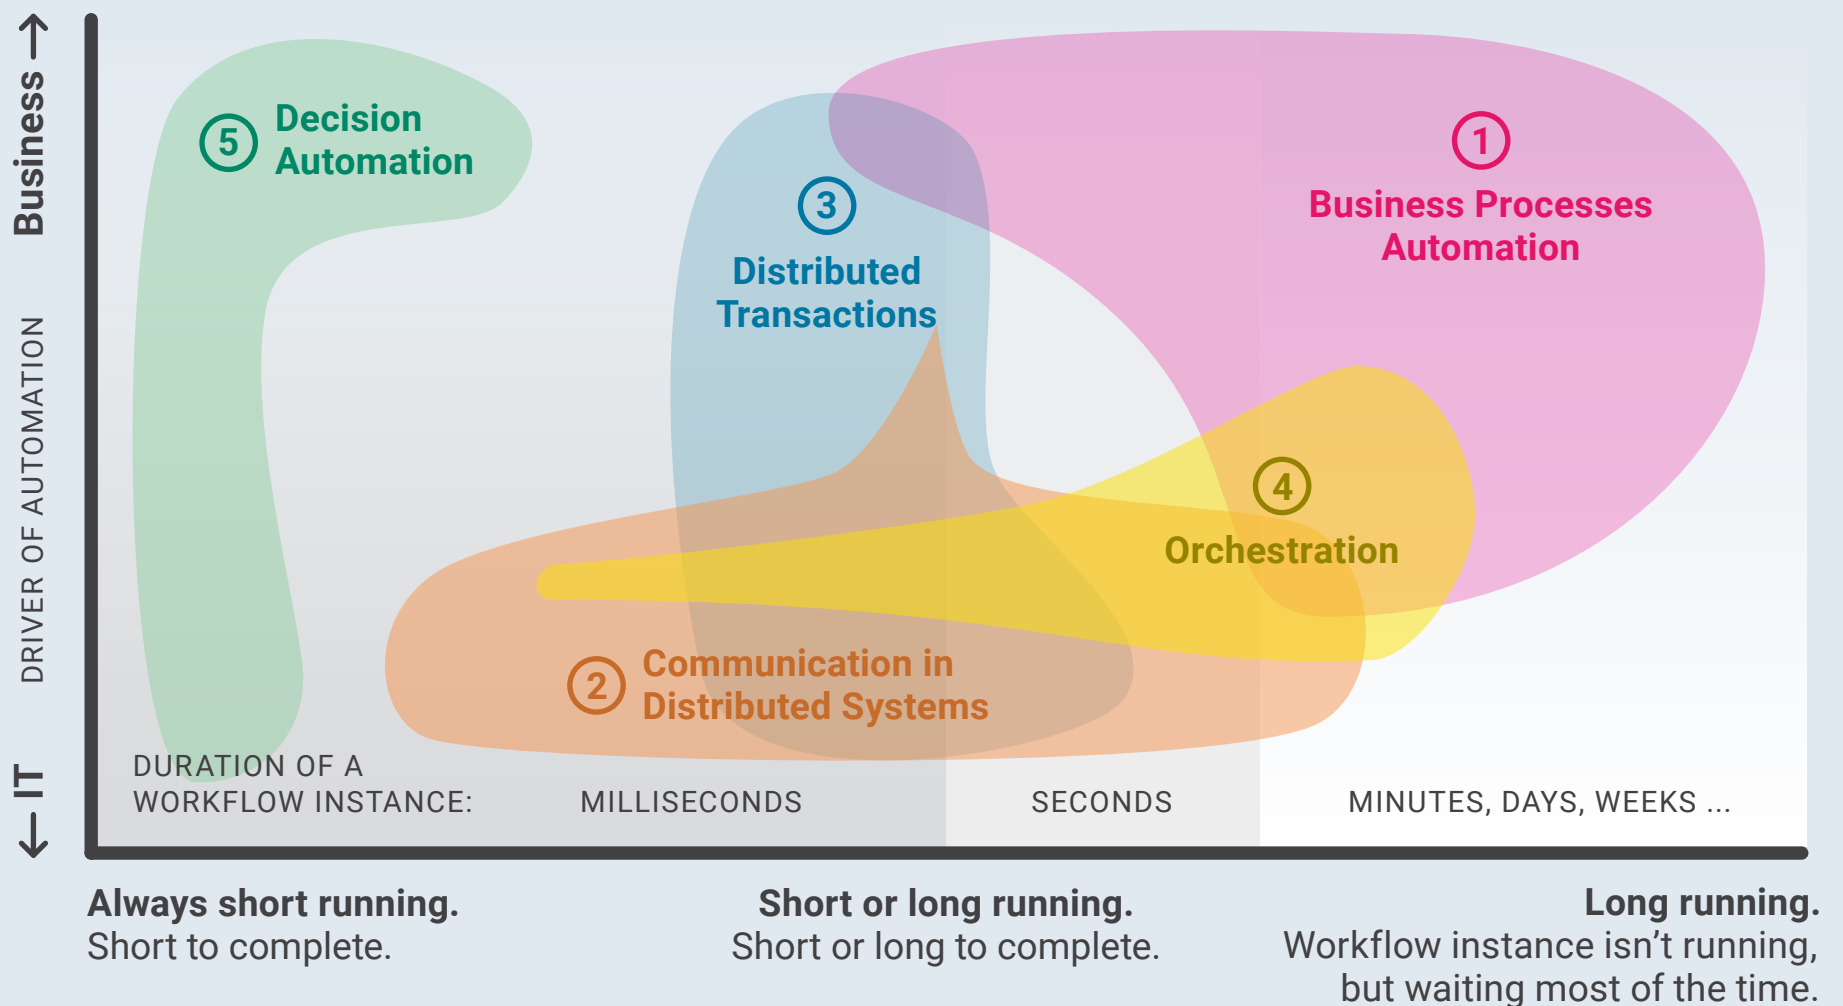 Business
DRIVER OF AUTOMATION
IT
5
Decision
Automation
3
Distributed
Transactions
1
Business Processes
Automation
4
Orchestration
2
Communication in
Distributed Systems
DURATION OF A
WORKFLOW INSTANCE:
MILLISECONDS
SECONDS
MINUTES, DAYS, WEEKS ...
Always short running.
Short to complete.
Short or long running.
Short or long to complete.
Long running.
Workflow instance isn’t running,
but waiting most of the time.